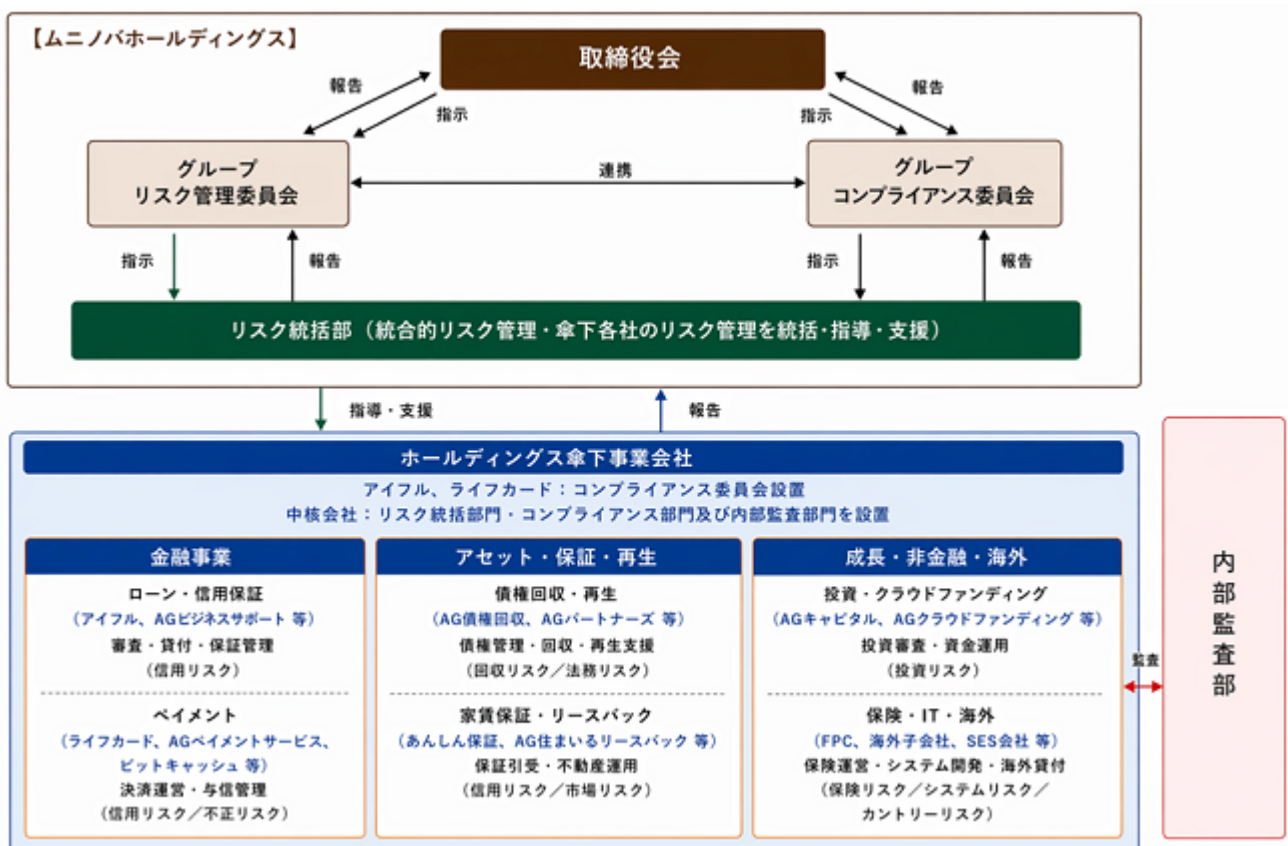 【ムニノバホールディングス】
取締役会
報告
指示
報告
指示
グループ
リスク管理委員会
連携
グループ
コンプライアンス委員会
指示
報告
指示
報告
リスク統括部（統合的リスク管理・傘下各社のリスク管理を統括・指導・支援）
指導・支援
報告
ホールディングス傘下事業会社
アイフル、ライフカード：コンプライアンス委員会設置
中核会社：リスク統括部門・コンプライアンス部門及び内部監査部門を設置
金融事業
ローン・信用保証
（アイフル、AGビジネスサポート 等）
審査・貸付・保証管理
（信用リスク）
ペイメント
（ライフカード、AGペイメントサービス、
ビットキャッシュ 等）
決済運営・与信管理
（信用リスク／不正リスク）
アセット・保証・再生
債権回収・再生
（AG債権回収、AGパートナーズ 等）
債権管理・回収・再生支援
（回収リスク／法務リスク）
家賃保証・リースバック
（あんしん保証、AG住まいるリースバック 等）
保証引受・不動産運用
（信用リスク／市場リスク）
成長・非金融・海外
投資・クラウドファンディング
（AGキャピタル、AGクラウドファンディング 等）
投資審査・資金運用
（投資リスク）
保険・IT・海外
（FPC、海外子会社、SES会社 等）
保険運営・システム開発・海外貸付
（保険リスク／システムリスク／
カントリーリスク）
監査
内部監査部